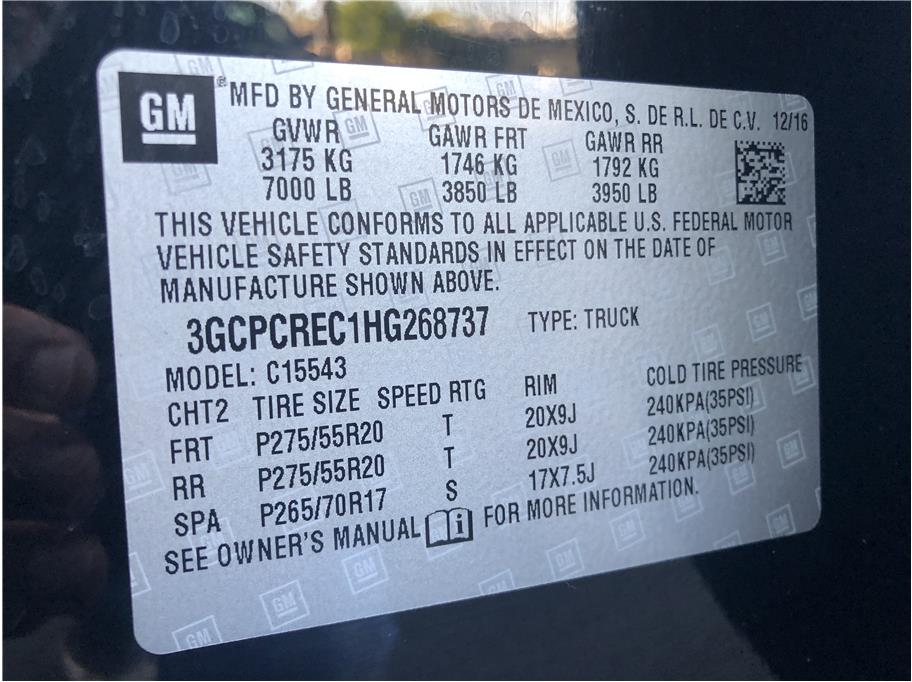 GM
® MFD BY GENERAL MOTORS DE MEXICO, S. DE R.L. DE C.V. 12/16
GVWR GAWR FRT GAWR RR
3175 KG 1746 KG 1792 KG
7000 LB 3850 LB 3950 LB
THIS VEHICLE CONFORMS TO ALL APPLICABLE U.S. FEDERAL MOTOR
VEHICLE SAFETY STANDARDS IN EFFECT ON THE DATE OF
MANUFACTURE SHOWN ABOVE.
3GCPCREC1HG268737 TYPE: TRUCK
MODEL: C15543
CHT2 TIRE SIZE SPEED RTG RIM COLD TIRE PRESSURE
FRT P275/55R20 T 20X9J 240KPA(35PSI)
RR P275/55R20 T 20X9J 240KPA(35PSI)
SPA P265/70R17 S 17X7.5J 240KPA(35PSI)
SEE OWNER'S MANUAL i FOR MORE INFORMATION.